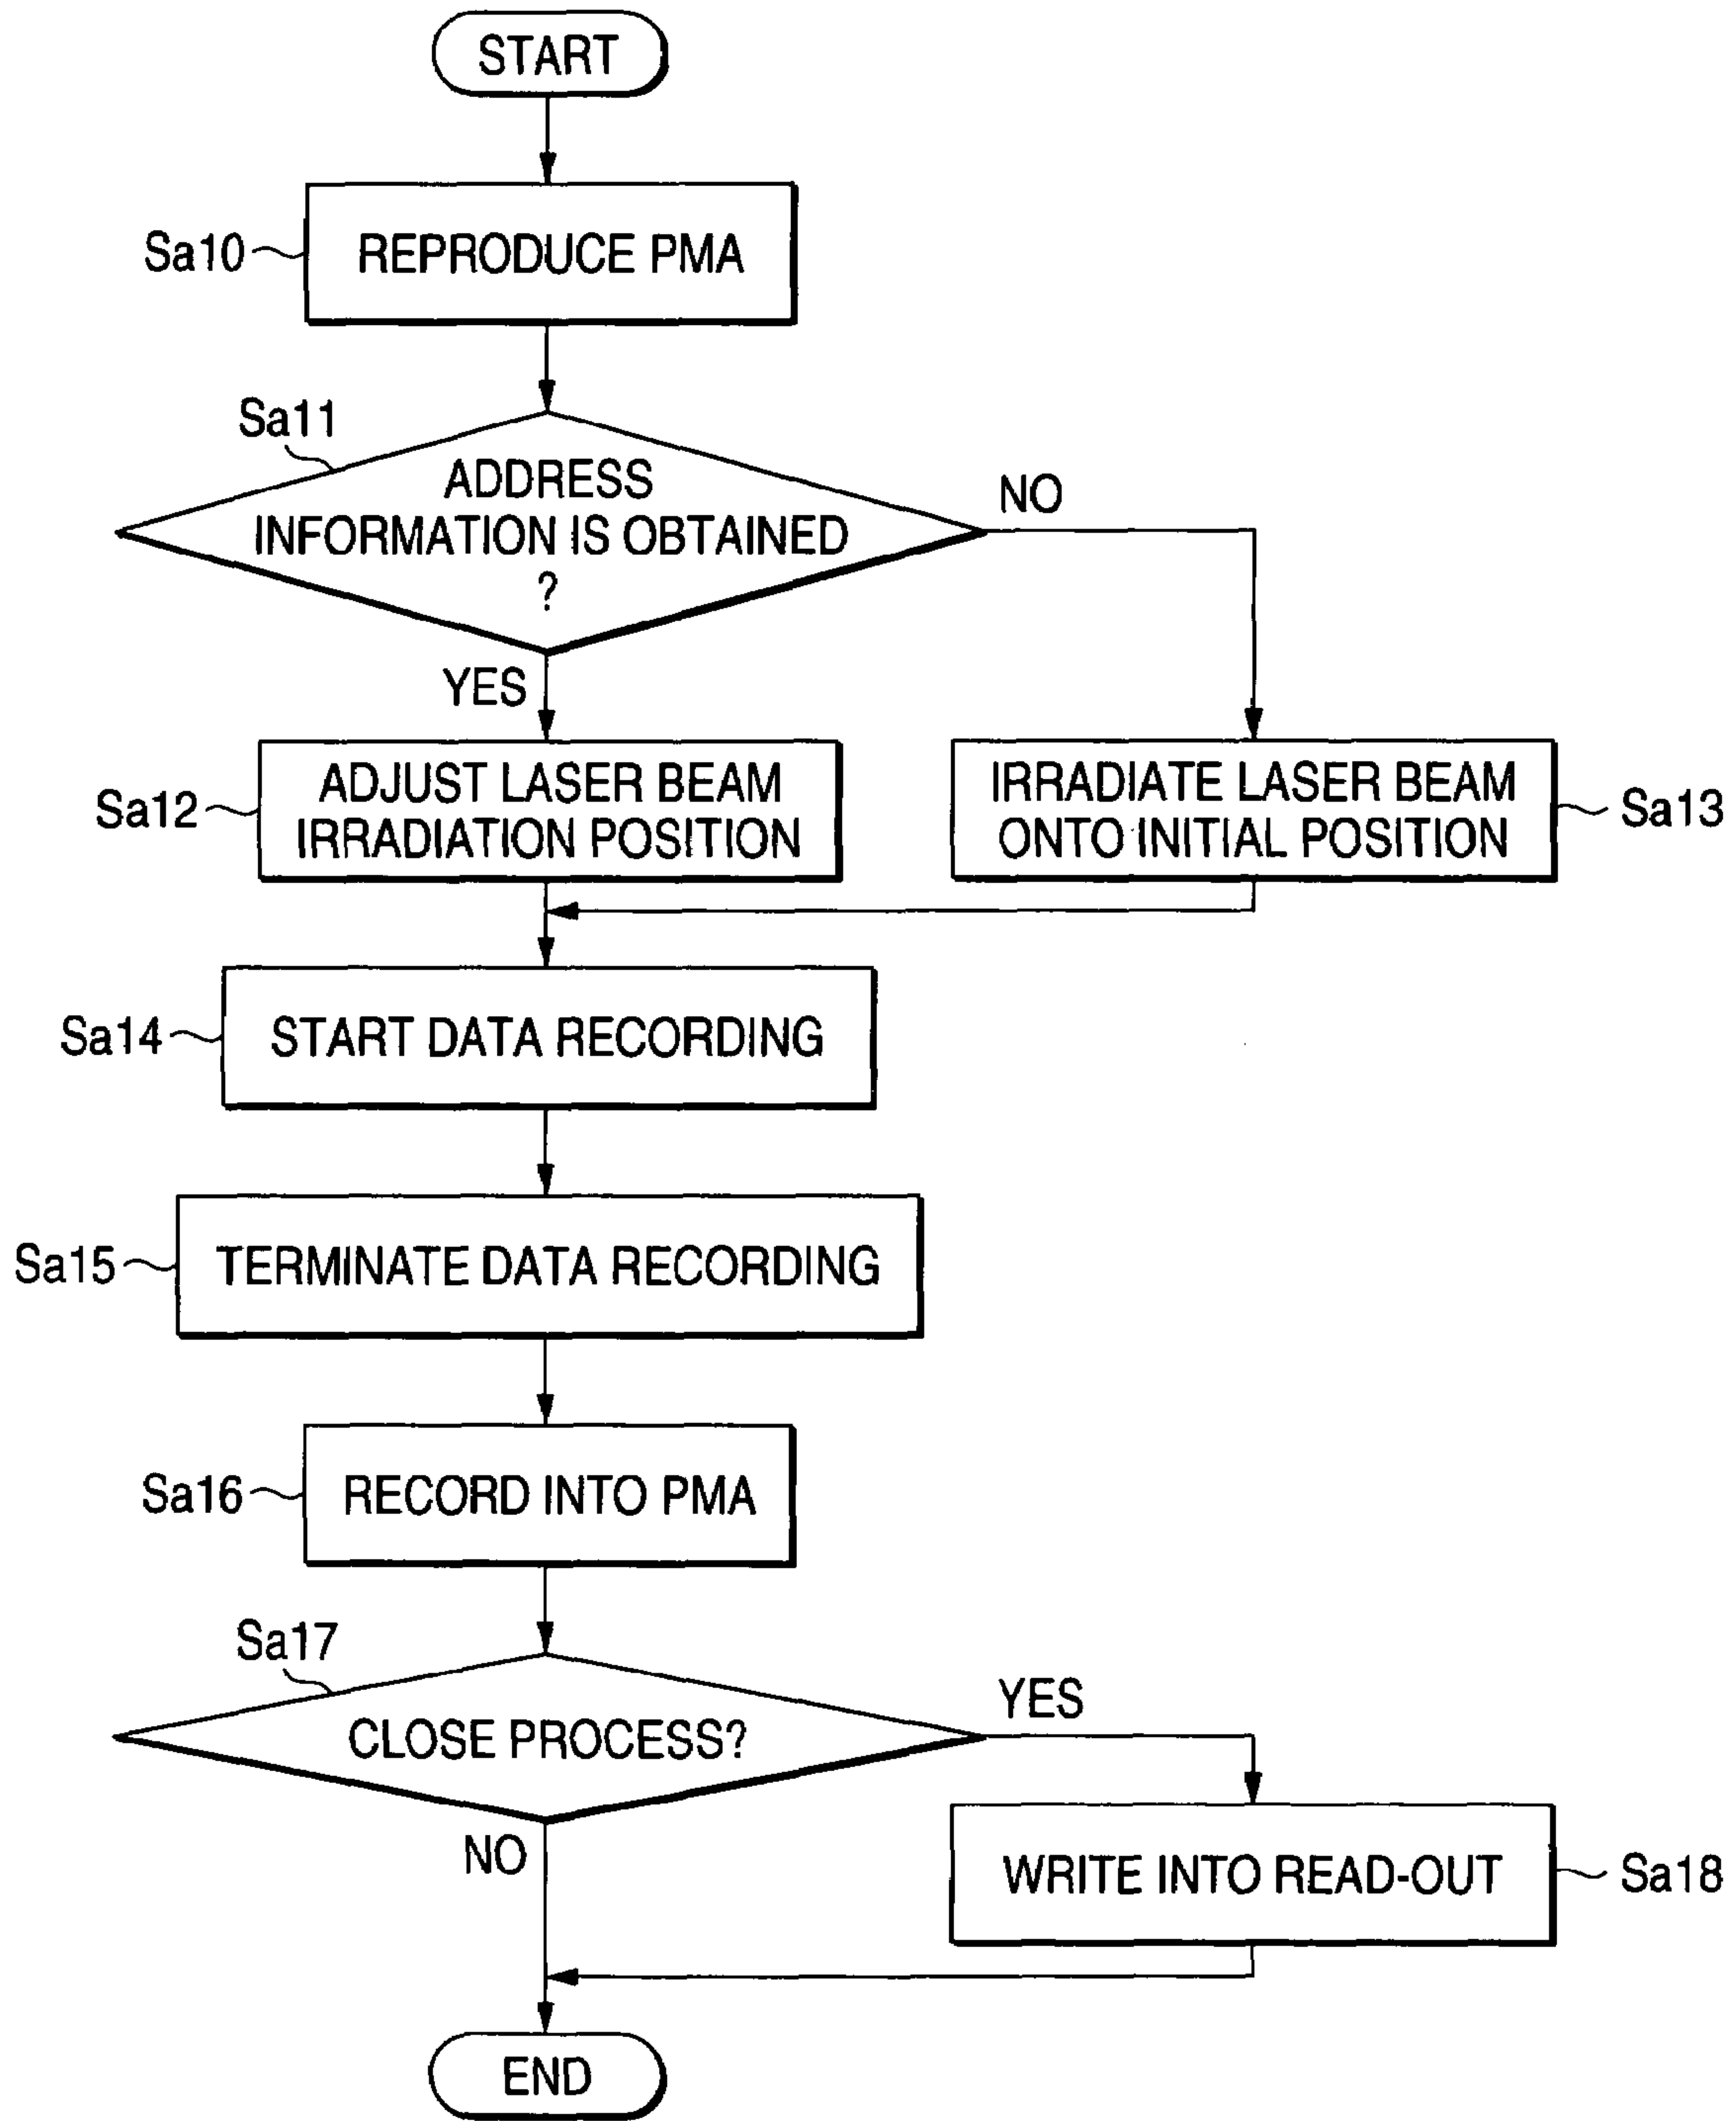 START
Sa10
REPRODUCE PMA
Sa11
ADDRESS
INFORMATION IS OBTAINED
?
NO
YES
Sa12
ADJUST LASER BEAM
IRRADIATION POSITION
IRRADIATE LASER BEAM
ONTO INITIAL POSITION
Sa13
Sa14
START DATA RECORDING
Sa15
TERMINATE DATA RECORDING
Sa16
RECORD INTO PMA
Sa17
CLOSE PROCESS?
YES
NO
WRITE INTO READ-OUT
Sa18
END